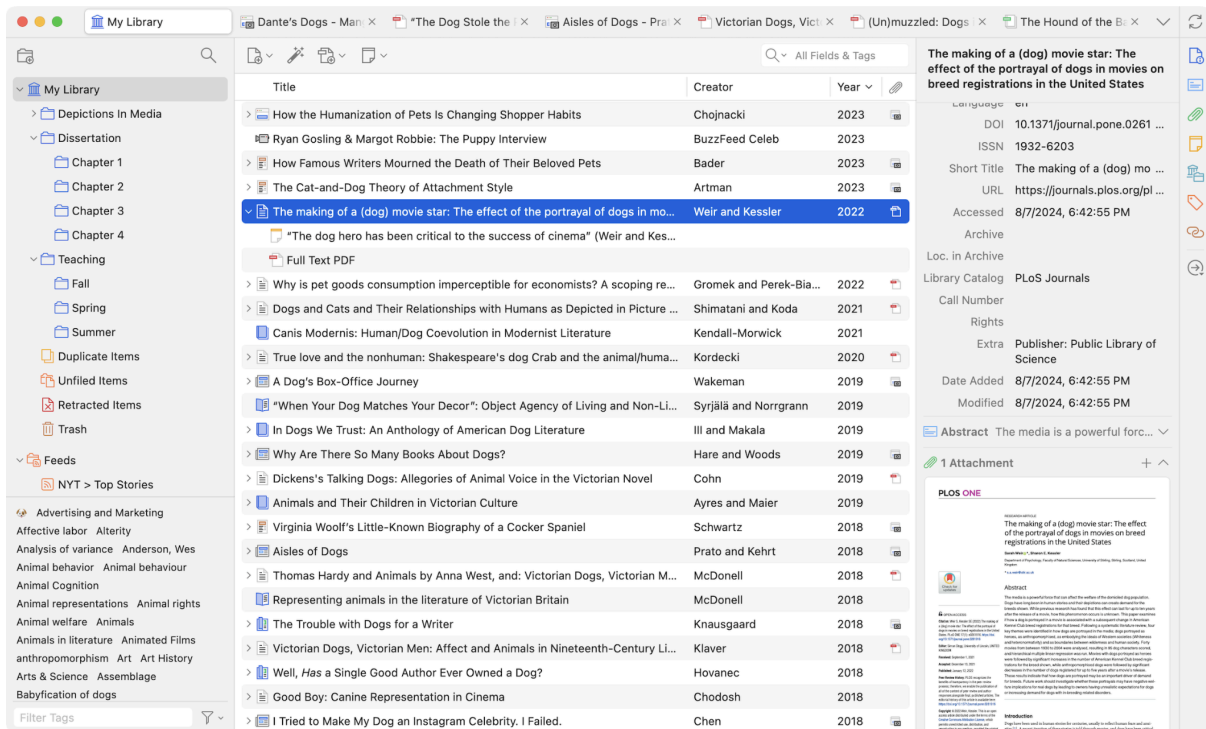 My Library
Dante's Dogs - Man
"The Dog Stole the
Aisles of Dogs - Pra
Victorian Dogs, Vict
(Un)muzzled: Dogs
The Hound of the Ba
All Fields & Tags
My Library
Depictions In Media
Dissertation
Chapter 1
Chapter 2
Chapter 3
Chapter 4
Teaching
Fall
Spring
Summer
Duplicate Items
Unfiled Items
Retracted Items
Trash
Feeds
NYT > Top Stories
Advertising and Marketing
Affective labor Alterity
Analysis of variance Anderson, Wes
Animal behavior Animal behaviour
Animal Cognition
Animal representations Animal rights
Animal welfare Animals
Animals in literature Animated Films
anthropomorphism Art Art History
Arts & Science Assemblage
Babyfication of dogs
Filter Tags
Title Creator Year
How the Humanization of Pets Is Changing Shopper Habits Chojnacki 2023
Ryan Gosling & Margot Robbie: The Puppy Interview BuzzFeed Celeb 2023
How Famous Writers Mourned the Death of Their Beloved Pets Bader 2023
The Cat-and-Dog Theory of Attachment Style Artman 2023
The making of a (dog) movie star: The effect of the portrayal of dogs in mo... Weir and Kessler 2022
"The dog hero has been critical to the success of cinema" (Weir and Kes...
Full Text PDF
Why is pet goods consumption imperceptible for economists? A scoping re... Gromek and Perek-Bia... 2022
Dogs and Cats and Their Relationships with Humans as Depicted in Picture ... Shimatani and Koda 2022
Canis Modernis: Human/Dog Coevolution in Modernist Literature Kendall-Morwick 2021
True love and the nonhuman: Shakespeare's dog Crab and the animal/huma... Kordecki 2020
A Dog's Box-Office Journey Wakeman 2019
"When Your Dog Matches Your Decor": Object Agency of Living and Non-Li... Syrjälä and Norrgrann 2019
In Dogs We Trust: An Anthology of American Dog Literature III and Makala 2019
Why Are There So Many Books About Dogs? Hare and Woods 2019
Dickens's Talking Dogs: Allegories of Animal Voice in the Victorian Novel Cohn 2019
Animals and Their Children in Victorian Culture Ayres and Maier 2019
Virginia Woolf's Little-Known Biography of a Cocker Spaniel Schwartz 2018
Aisles of Dogs Prato and Kehrt 2018
Thomas Hardy and Animals by Anna West, and: Victorian Dogs, Victorian M... McDonell 2018
Representing animals in the literature of Victorian Britain McDonell 2018
The Trouble with Dogs for a Writer Knausgaard 2018
Victorian Dogs, Victorian Men: Affect and Animals in Nineteenth-Century Li... Klaver 2018
Well, Has a Single Good Author Ever Owned a Dog? Hovanec 2018
Good Boy: Canine Representation in Cinema Chodosh 2018
I Tried to Make My Dog an Instagram Celebrity. I Failed. Chen 2018
The making of a (dog) movie star: The
effect of the portrayal of dogs in movies on
breed registrations in the United States
Language en
DOI 10.1371/journal.pone.0261 ...
ISSN 1932-6203
Short Title The making of a (dog) mo ...
URL https://journals.plos.org/pl ...
Accessed 8/7/2024, 6:42:55 PM
Archive
Loc. in Archive
Library Catalog PLoS Journals
Call Number
Rights
Extra Publisher: Public Library of
Science
Date Added 8/7/2024, 6:42:55 PM
Modified 8/7/2024, 6:42:55 PM
Abstract The media is a powerful forc...
1 Attachment
PLOS ONE
RESEARCH ARTICLE
The making of a (dog) movie star: The effect
of the portrayal of dogs in movies on breed
registrations in the United States
Abstract
Introduction